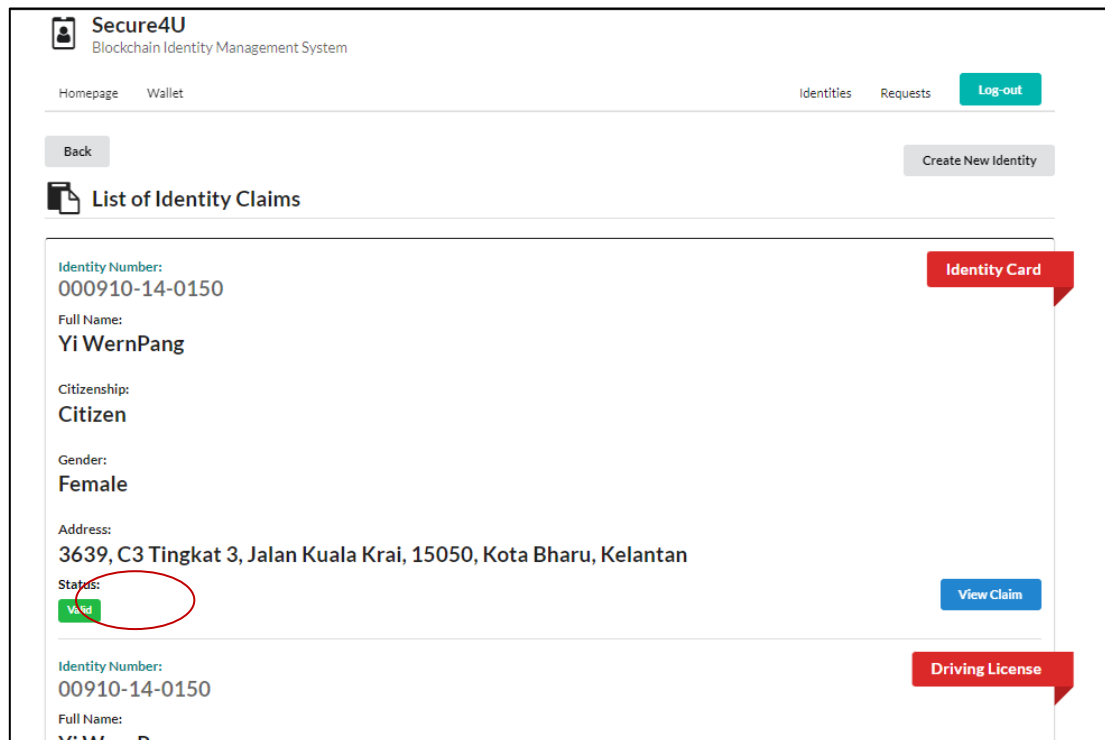 Secure4U
Blockchain Identity Management System
Homepage Wallet Identities Requests Log-out
Back
Create New Identity
List of Identity Claims
Identity Number:
Identity Card
000910-14-0150
Full Name:
Yi WernPang
Citizenship:
Citizen
Gender:
Female
Address:
3639, C3 Tingkat 3, Jalan Kuala Krai, 15050, Kota Bharu, Kelantan
Status:
Valid
View Claim
Identity Number:
Driving License
00910-14-0150
Full Name: